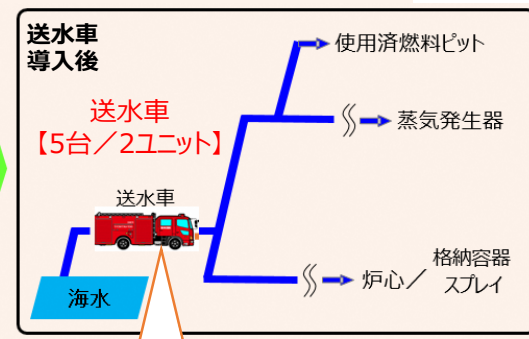 送水車
導入後
送水車
【5台／2ユニット】
送水車
海水
使用済燃料ピット
蒸気発生器
炉心／
格納容器
スプレイ